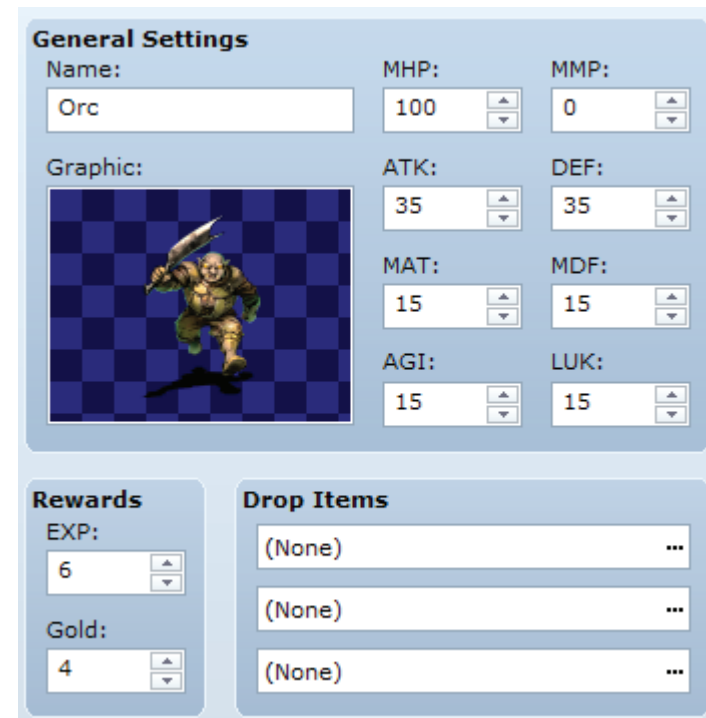 General Settings
Name: MHP: MMP:
Orc 100 0
Graphic: ATK: DEF:
35 35
MAT: MDF:
15 15
AGI: LUK:
15 15
Rewards Drop Items
EXP:
6 (None) ...
(None) ...
Gold:
4 (None) ...